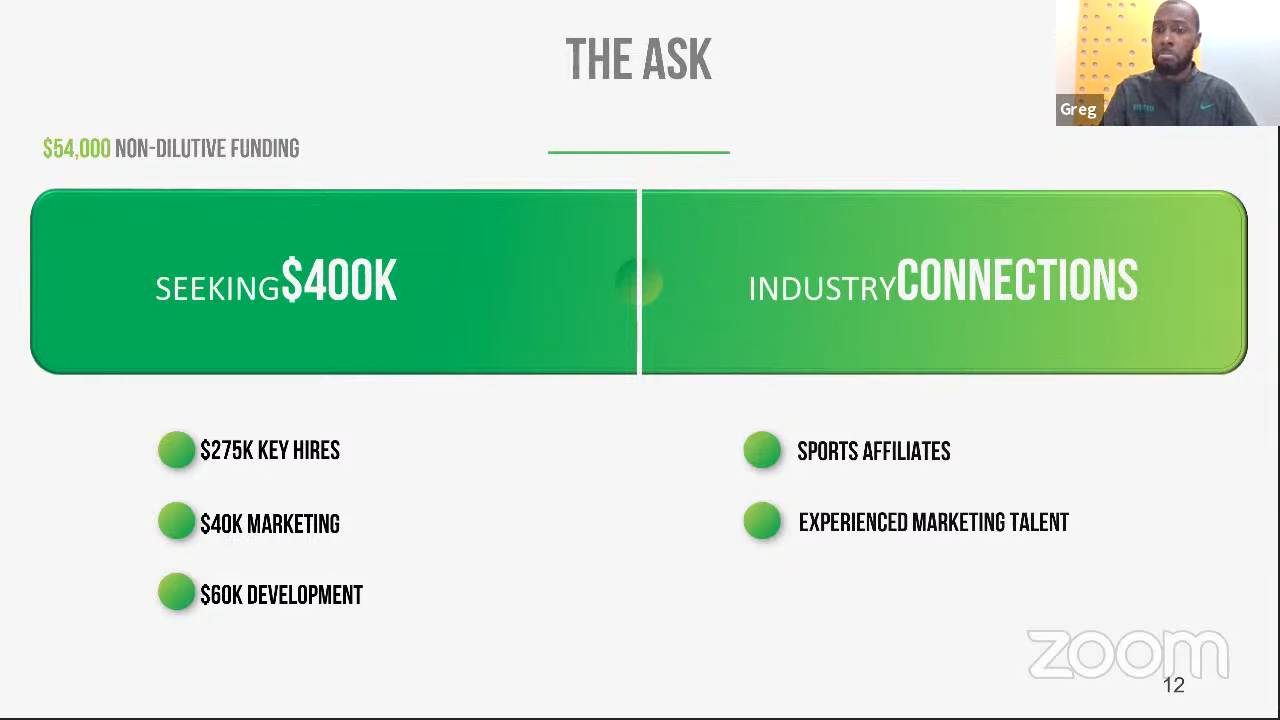 THE ASK
Greg
$54,000 NON-DILUTIVE FUNDING
SEEKING$400K
INDUSTRYCONNECTIONS
$275K KEY HIRES
$40K MARKETING
$60K DEVELOPMENT
SPORTS AFFILIATES
EXPERIENCED MARKETING TALENT
zoom
12